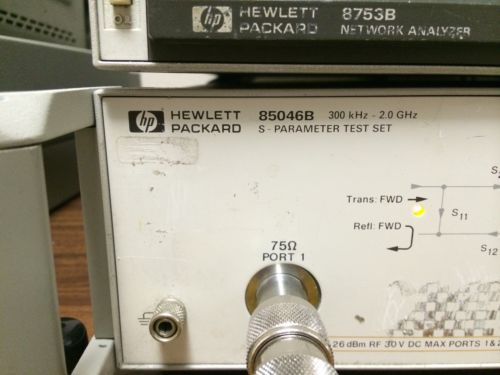 hp HEWLETT PACKARD 8753B
NETWORK ANALYZER
hp HEWLETT PACKARD 85046B 300 kHz - 2.0 GHz
S - PARAMETER TEST SET
Trans: FWD
S11
Refl: FWD
S12
75Ω
PORT 1
26 dBm RF 30 V DC MAX PORTS 1&2